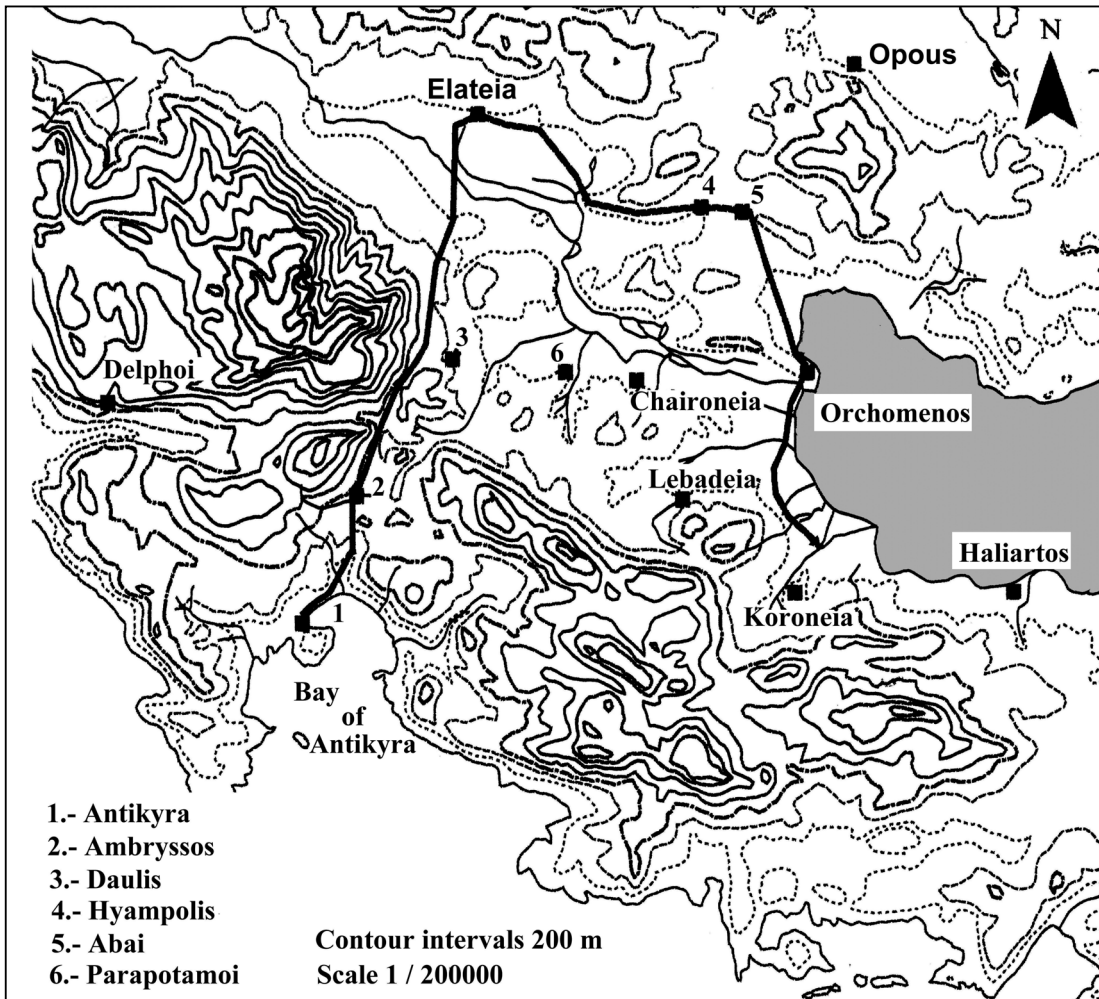 N
Opous
Elateia
4
5
3
Delphoi
6
Chaironeia
Orchomenos
2
Lebadeia
Haliartos
1
Koroneia
Bay
of
Antikyra
1.- Antikyra
2.- Ambryssos
3.- Daulis
4.- Hyampolis
5.- Abai
6.- Parapotamoi
Contour intervals 200 m
Scale 1 / 200000